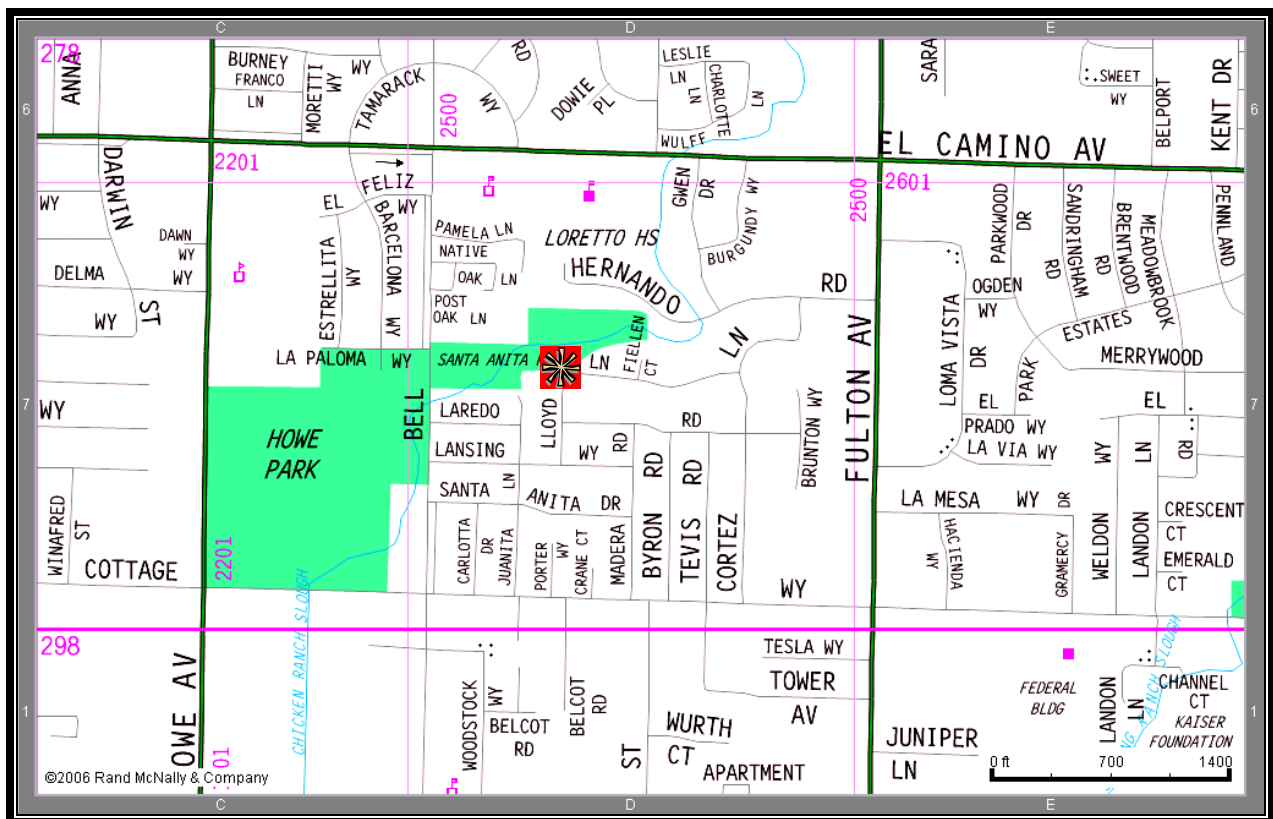 C
D
E
278
ANNA
BURNEY
FRANCO
LN
MORETTI
WY
WY
TAMARACK
WY
2500
RD
DOWIE
PL
LESLIE
LN
LN
CHARLOTTE
LN
WULFF
SARA
SWEET
WY
BELPORT
KENT DR
6
6
EL CAMINO AV
2201
2500
2601
DARWIN
ST
WY
DAWN
WY
DELMA
WY
WY
FELIZ
EL
WY
BARCELONA
WY
ESTRELLITA
WY
PAMELA LN
NATIVE
OAK
LN
POST
OAK LN
LORETTO HS
HERNANDO
RD
GWEN
DR
BURGUNDY WY
PARKWOOD
DR
SANDRINGHAM
RD
BRENTWOOD
RD
MEADOWBROOK
PENNLAND
OGDEN
WY
LOMA VISTA
DR
ESTATES
PARK
MERRYWOOD
LA PALOMA
WY
SANTA ANITA
LN
FIELLEN
CT
LN
FULTON AV
7
7
WY
HOWE
PARK
BELL
LAREDO
LLOYD
RD
LANSING
WY
RD
BRUNTON WY
EL
PRADO WY
LA VIA WY
EL
RD
WY
LN
SANTA
LN
ANITA
DR
BYRON
RD
TEVIS
RD
CORTEZ
LA MESA
WY
DR
CRESCENT
CT
EMERALD
CT
WINAFRED
ST
COTTAGE
2201
CARLOTTA
DR
JUANITA
PORTER
WY
CRANE CT
MADERA
WY
HACIENDA
WY
GRAMERCY
WELDON
LANDON
CHICKEN RANCH SLOUGH
298
OWE AV
01
WOODSTOCK
WY
BELCOT
RD
BELCOT
RD
ST
WURTH
CT
APARTMENT
TESLA WY
TOWER
AV
FEDERAL
BLDG
LANDON
LN
NG RANCH SLOUGH
CHANNEL
CT
KAISER
FOUNDATION
JUNIPER
LN
1
1
0 ft
700
1400
©2006 Rand McNally & Company
C
D
E